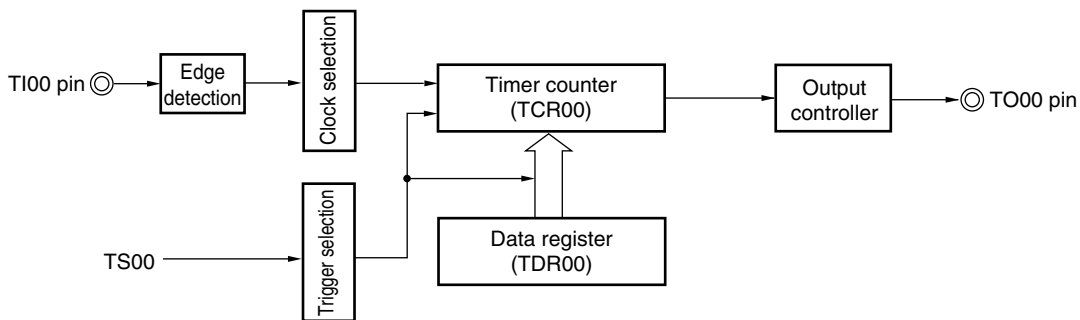 TI00 pin
Edge
detection
Clock selection
Timer counter
(TCR00)
Output
controller
TO00 pin
TS00
Trigger selection
Data register
(TDR00)